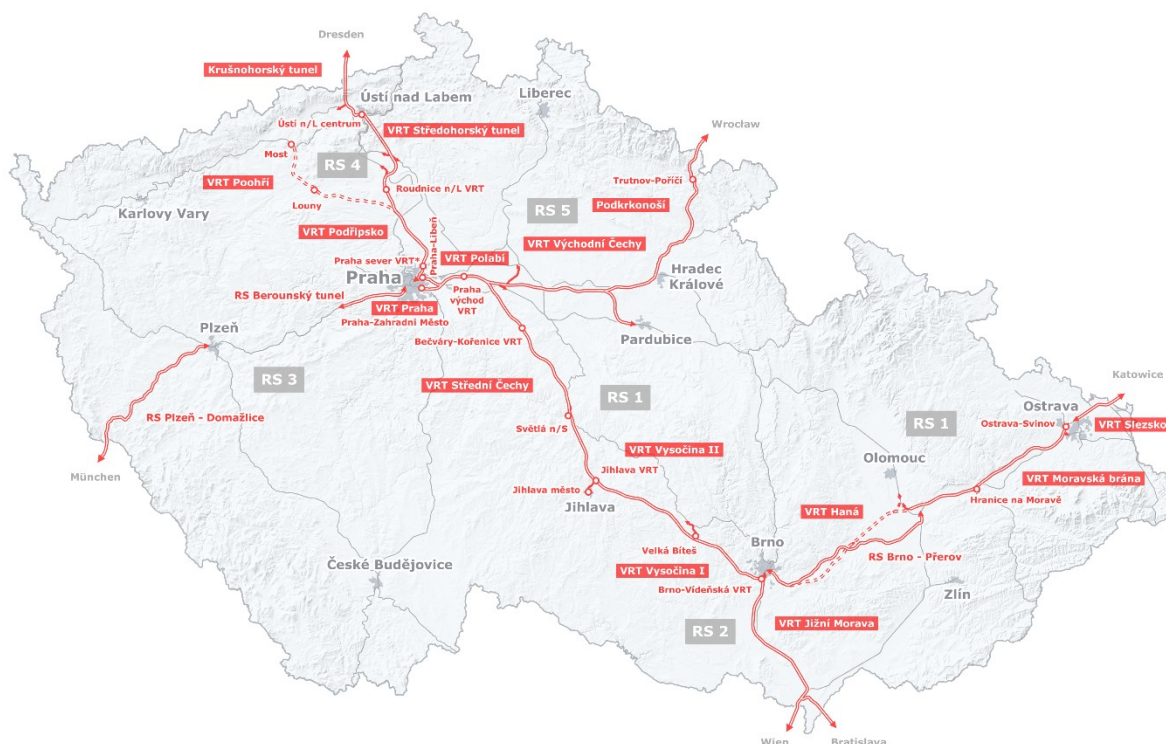 Dresden
Krušnohorský tunel
Ústí nad Labem
Liberec
Ústí n/L centrum
VRT Středohorský tunel
Wrocław
Most
RS 4
Trutnov-Poříčí
VRT Poohří
Roudnice n/L VRT
Louny
Karlovy Vary
RS 5
Podkrkonoší
VRT Podřipsko
Praha-Libeň
VRT Východní Čechy
Praha sever VRT*
VRT Polabí
Praha
Hradec
Králové
RS Berounský tunel
Praha
východ
VRT
VRT Praha
Praha-Zahradní Město
Plzeň
Bečváry-Kořenice VRT
Pardubice
RS 3
VRT Střední Čechy
Katowice
RS 1
RS Plzeň - Domažlice
Světlá n/S
RS 1
Ostrava
Ostrava-Svinov
VRT Slezsko
VRT Vysočina II
München
Jihlava VRT
Olomouc
VRT Moravská brána
Jihlava město
Jihlava
Hranice na Moravě
VRT Haná
Velká Bíteš
Brno
RS Brno - Přerov
České Budějovice
VRT Vysočina I
Brno-Vídeňská VRT
Zlín
RS 2
VRT Jižní Morava
Wien
Bratislava